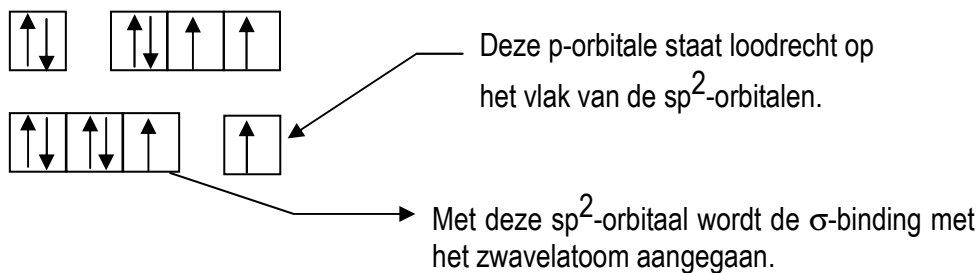 Deze p-orbitale staat loodrecht op
het vlak van de sp²-orbitalen.
Met deze sp²-orbitaal wordt de σ-binding met
het zwavelatoom aangegaan.